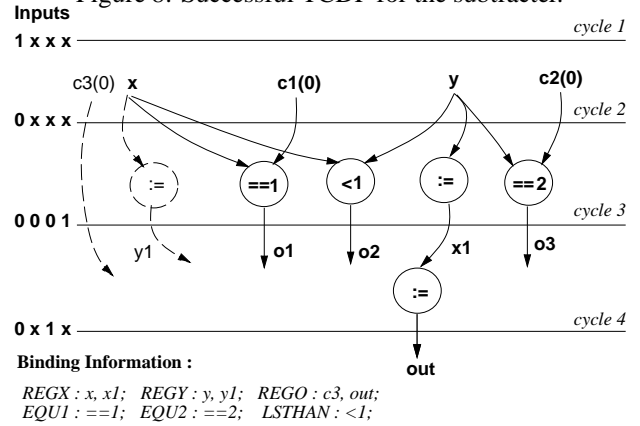 Figure 8. Successful TCDF for the subtracter.
Inputs
1 x x x cycle 1
c3(0) x c1(0) y c2(0)
0 x x x cycle 2
:= ==1 <1 := ==2
0 0 0 1 cycle 3
y1 o1 o2 x1 o3
:=
0 x 1 x cycle 4
Binding Information : out
REGX : x, x1; REGY : y, y1; REGO : c3, out;
EQU1 : ==1; EQU2 : ==2; LSTHAN : <1;